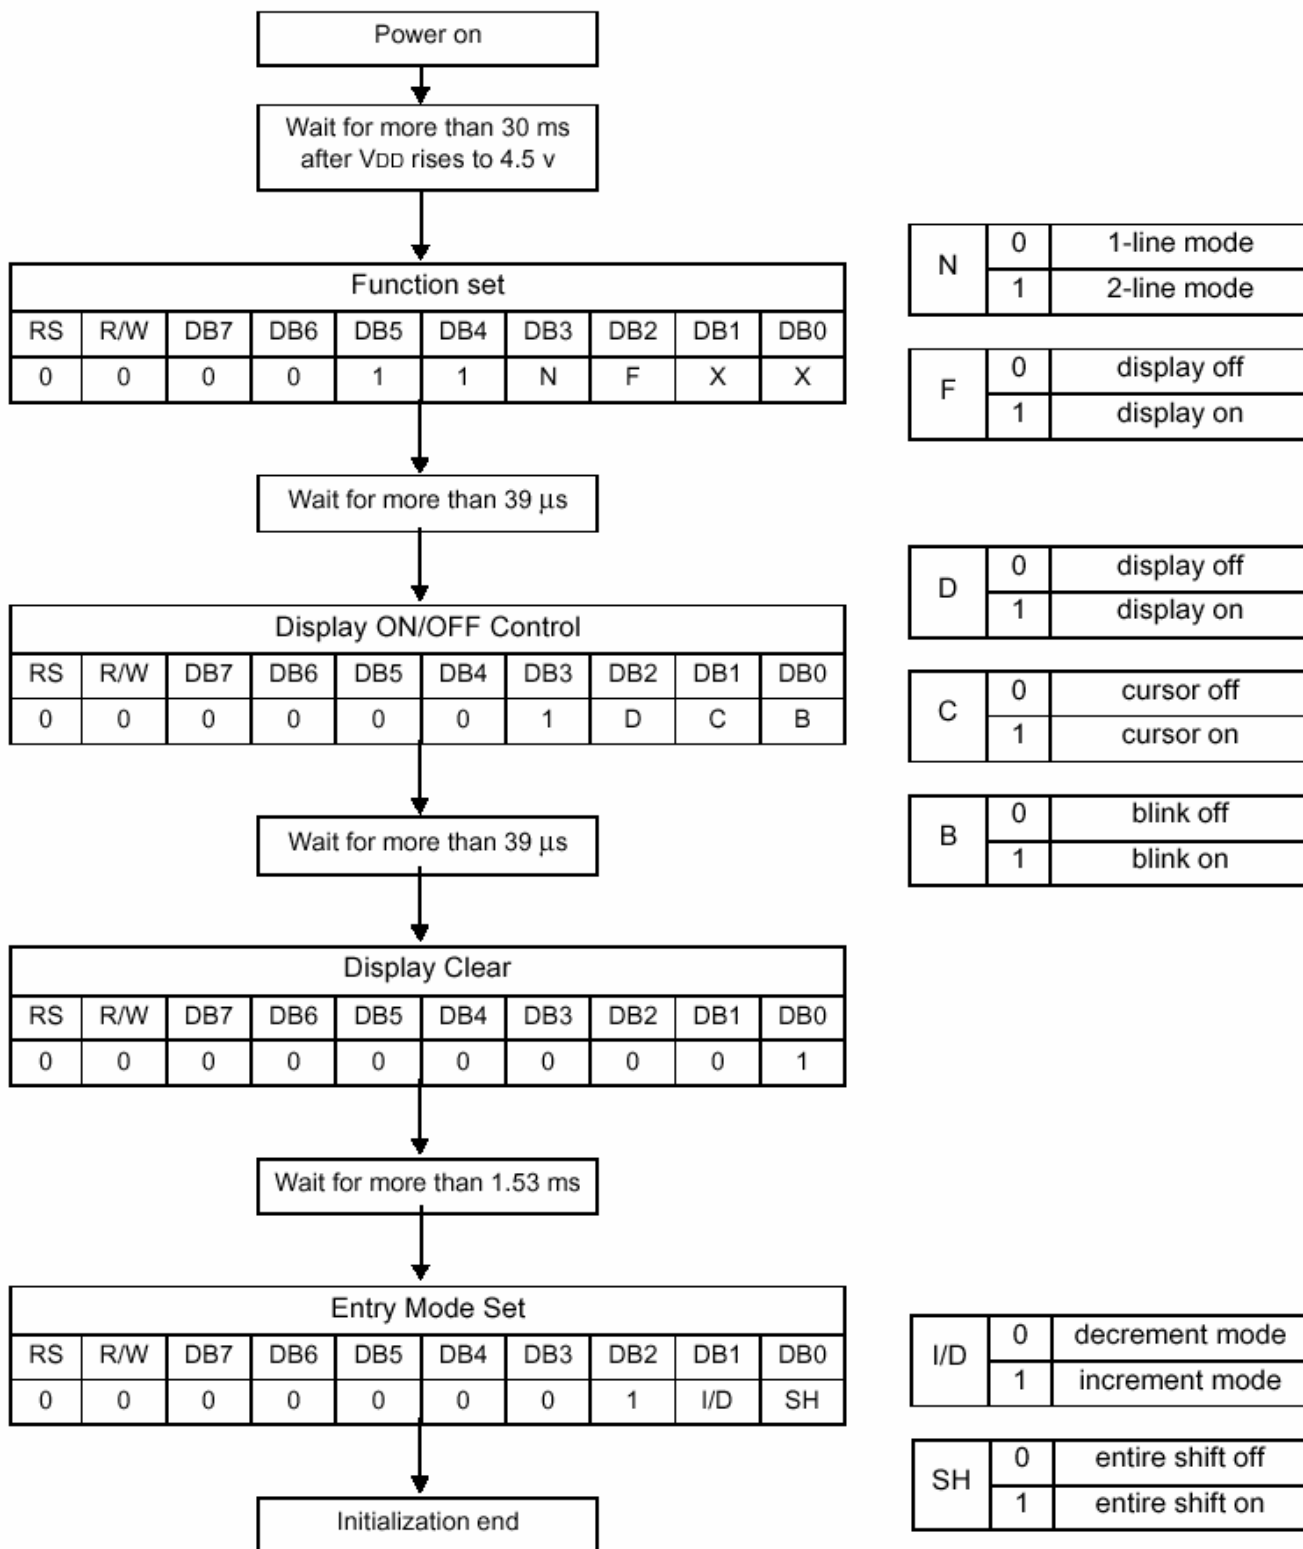 Power on
Wait for more than 30 ms
after VDD rises to 4.5 v
Function set
RS R/W DB7 DB6 DB5 DB4 DB3 DB2 DB1 DB0
0 0 0 0 1 1 N F X X
N 0 1-line mode
1 2-line mode
F 0 display off
1 display on
Wait for more than 39 μs
Display ON/OFF Control
RS R/W DB7 DB6 DB5 DB4 DB3 DB2 DB1 DB0
0 0 0 0 0 0 1 D C B
D 0 display off
1 display on
C 0 cursor off
1 cursor on
B 0 blink off
1 blink on
Wait for more than 39 μs
Display Clear
RS R/W DB7 DB6 DB5 DB4 DB3 DB2 DB1 DB0
0 0 0 0 0 0 0 0 0 1
Wait for more than 1.53 ms
Entry Mode Set
RS R/W DB7 DB6 DB5 DB4 DB3 DB2 DB1 DB0
0 0 0 0 0 0 0 1 I/D SH
I/D 0 decrement mode
1 increment mode
SH 0 entire shift off
1 entire shift on
Initialization end